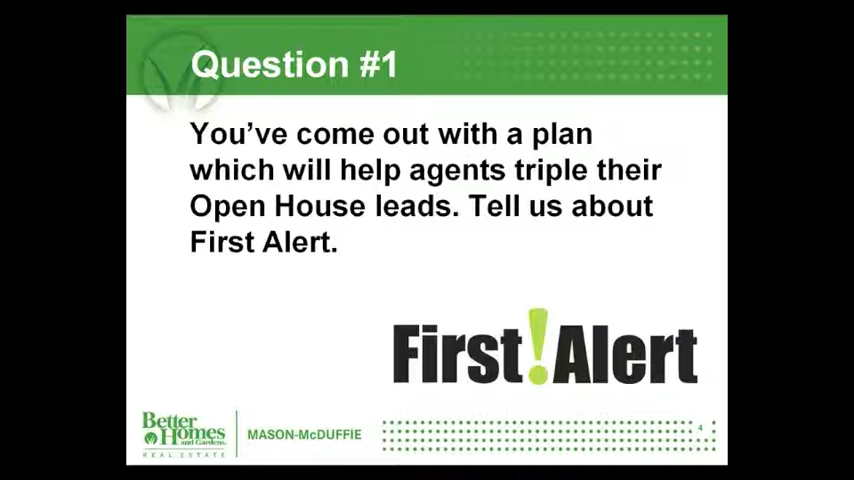 Question #1
You've come out with a plan
which will help agents triple their
Open House leads. Tell us about
First Alert.
First!Alert
Better
Homes
and Gardens
REAL ESTATE
MASON-McDUFFIE
4